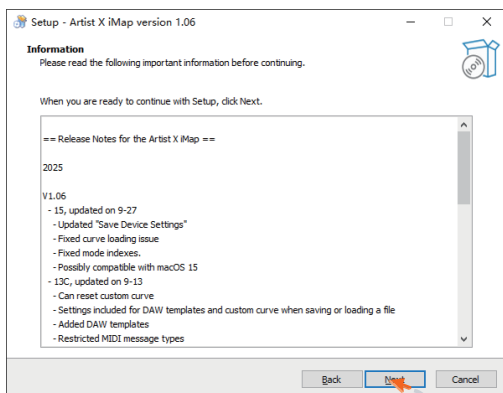 Setup - Artist X iMap version 1.06
Information
Please read the following important information before continuing.
When you are ready to continue with Setup, click Next.
== Release Notes for the Artist X iMap ==
2025
V1.06
- 15, updated on 9-27
- Updated "Save Device Settings"
- Fixed curve loading issue
- Fixed mode indexes.
- Possibly compatible with macOS 15
- 13C, updated on 9-13
- Can reset custom curve
- Settings included for DAW templates and custom curve when saving or loading a file
- Added DAW templates
- Restricted MIDI message types
Back Next Cancel